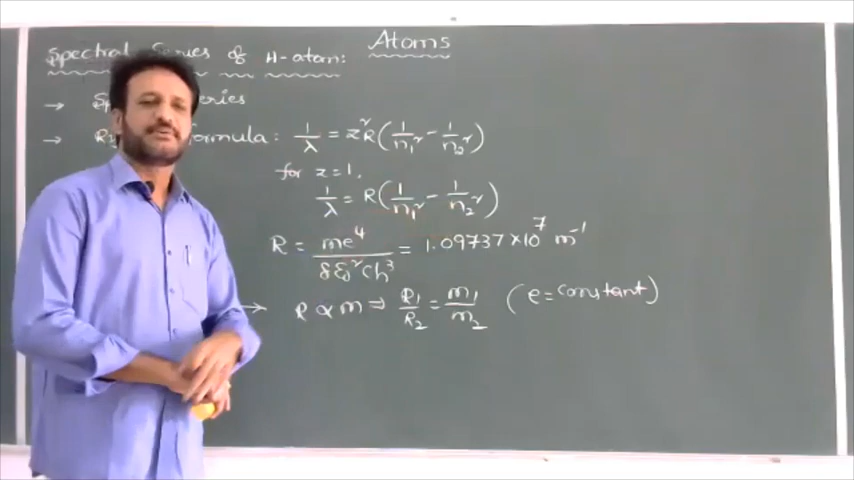 Atoms
Spectral Series of H-atom:
→ S eries
→ R formula: 1/λ = z²R(1/n₁² - 1/n₂²)
for z=1,
1/λ = R(1/n₁² - 1/n₂²)
R = me⁴/8ε₀²ch³ = 1.09737×10⁷ m⁻¹
→ R ∝ m ⇒ R₁/R₂ = m₁/m₂ (e=constant)